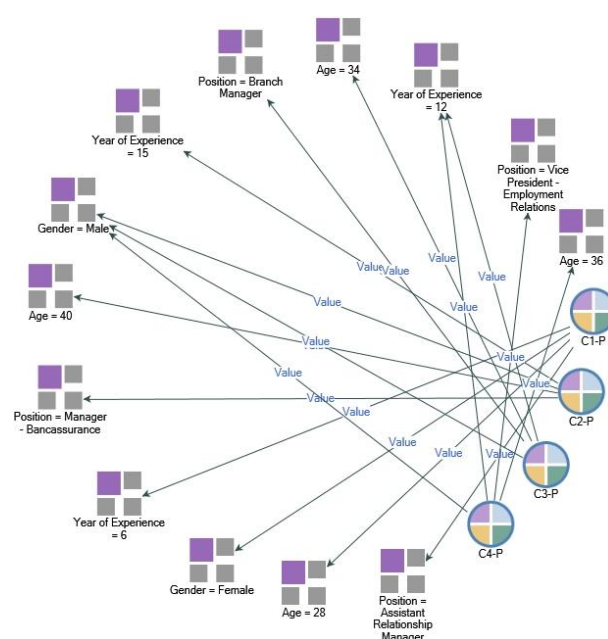 Age = 34
Position = Branch
Manager
Year of Experience
= 12
Year of Experience
= 15
Position = Vice
President -
Employment
Relations
Gender = Male
Age = 36
Value
Value
Value
Value
Age = 40
Value
Value
Value
C1-P
Value
Value
Value
Value
C2-P
Position = Manager
- Bancassurance
Value
Value
Value
Value
C3-P
Year of Experience
= 6
C4-P
Gender = Female
Age = 28
Position =
Assistant
Relationship
Manager